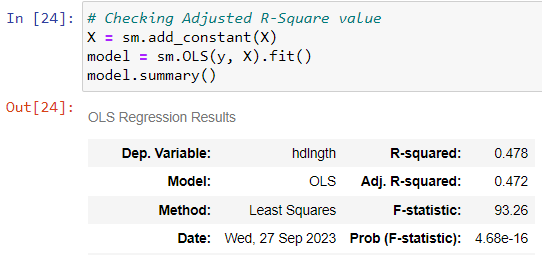 In [24]: # Checking Adjusted R-Square value
X = sm.add_constant(X)
model = sm.OLS(y, X).fit()
model.summary()
Out[24]:
OLS Regression Results
Dep. Variable: hdlngth R-squared: 0.478
Model: OLS Adj. R-squared: 0.472
Method: Least Squares F-statistic: 93.26
Date: Wed, 27 Sep 2023 Prob (F-statistic): 4.68e-16